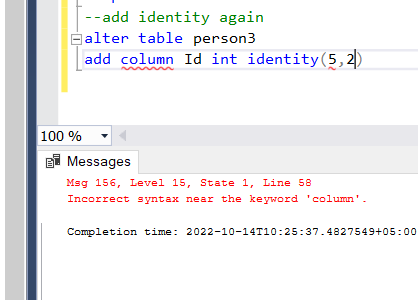 --add identity again
alter table person3
add column Id int identity(5,2)
100 %
Messages
Msg 156, Level 15, State 1, Line 58
Incorrect syntax near the keyword 'column'.
Completion time: 2022-10-14T10:25:37.4827549+05:00